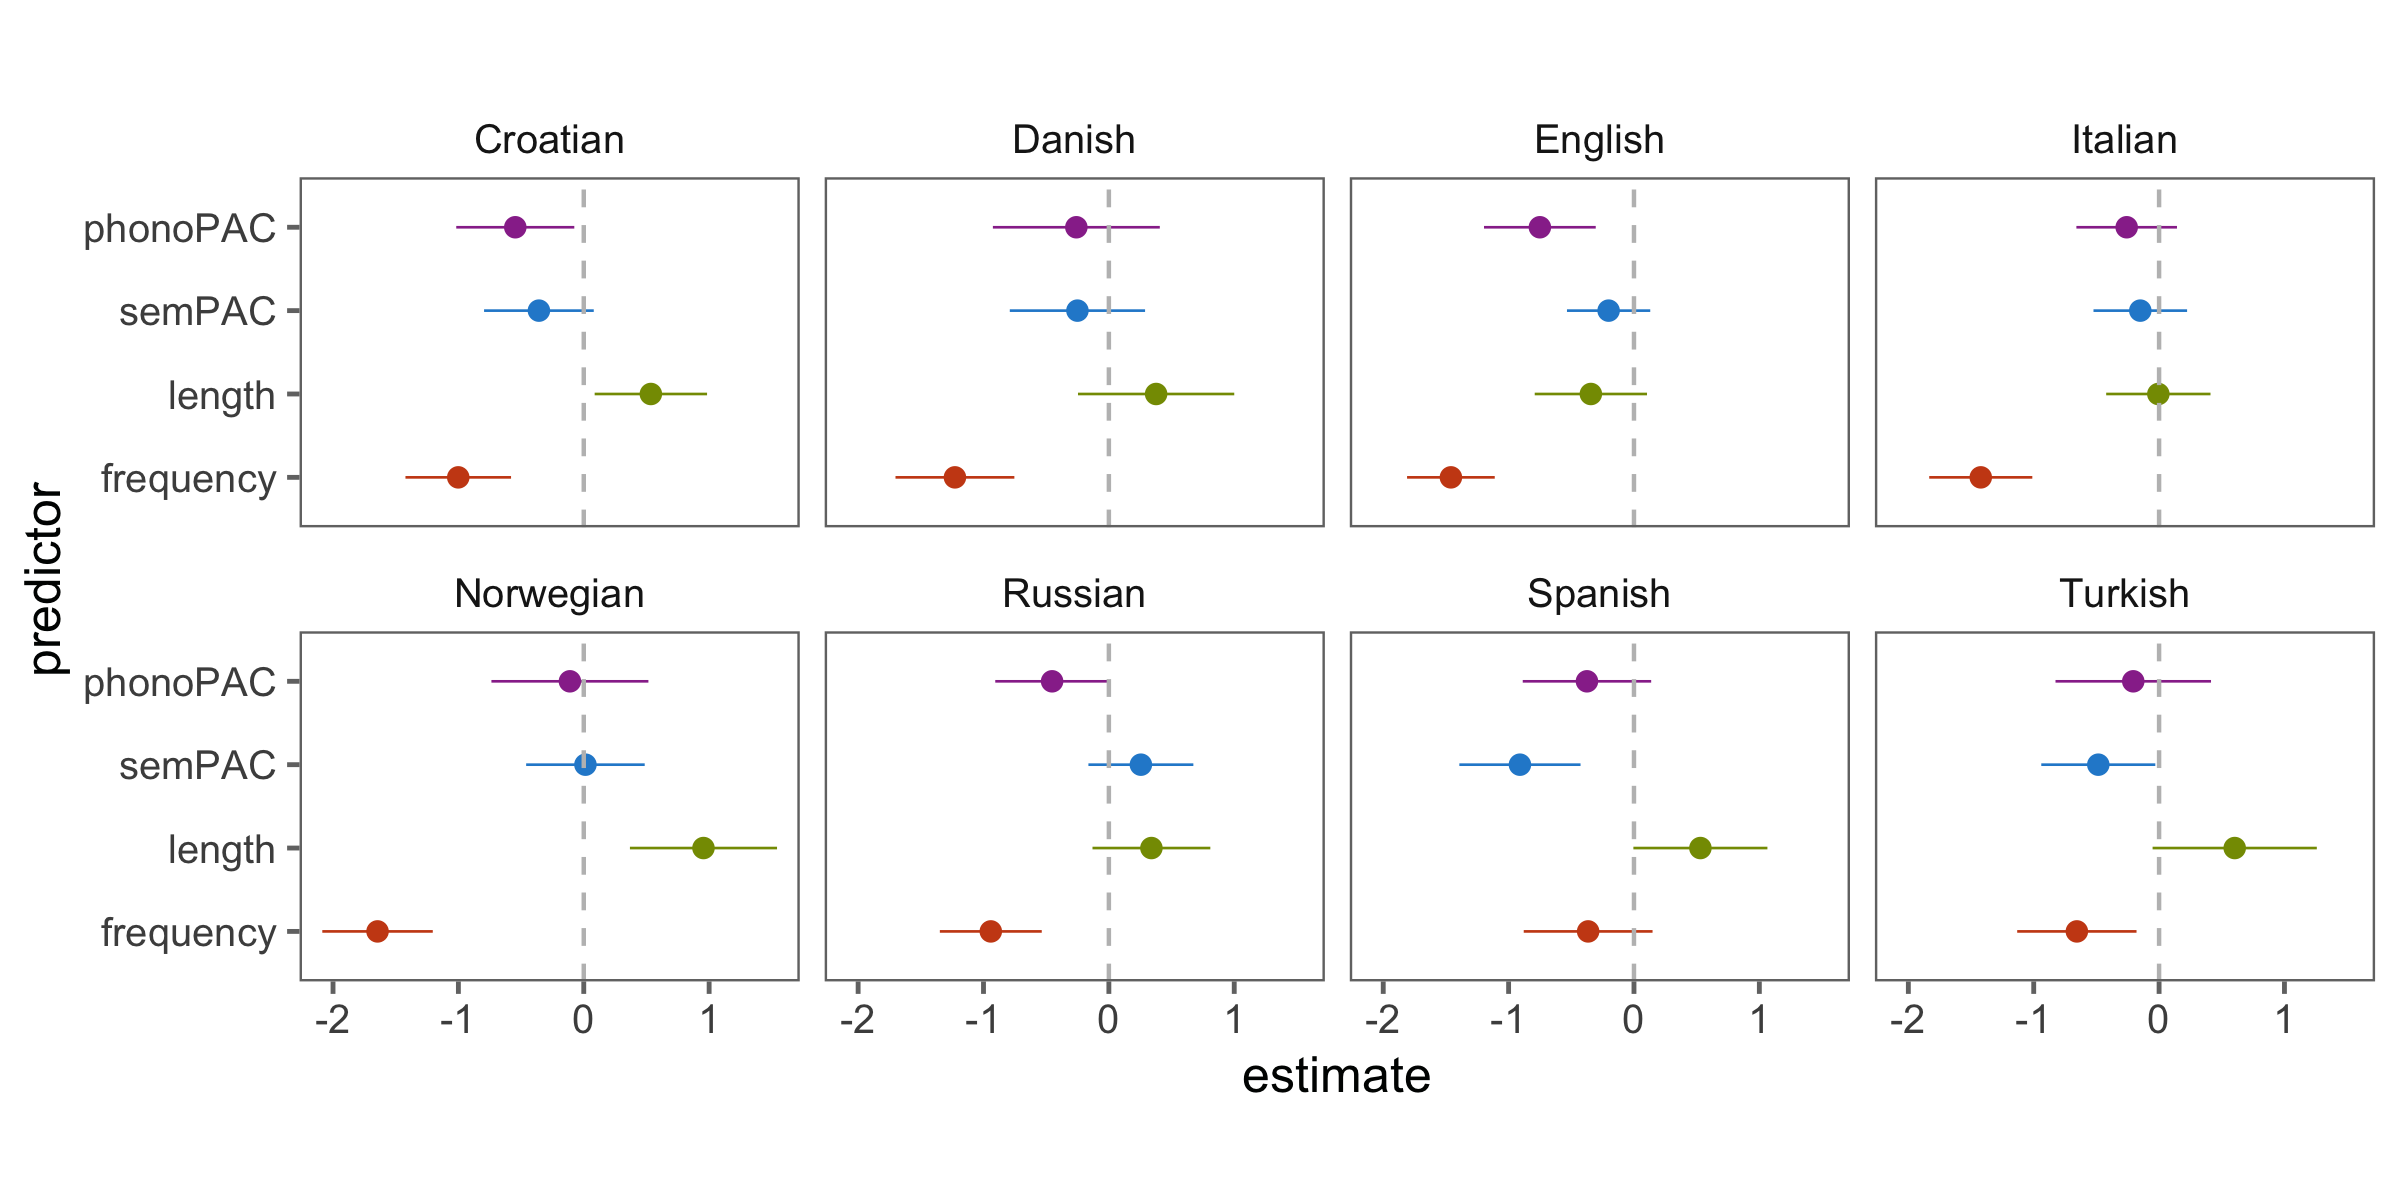 Croatian Danish English Italian
phonoPAC
semPAC
length
frequency
predictor
Norwegian Russian Spanish Turkish
phonoPAC
semPAC
length
frequency
-2 -1 0 1 -2 -1 0 1 -2 -1 0 1 -2 -1 0 1
estimate